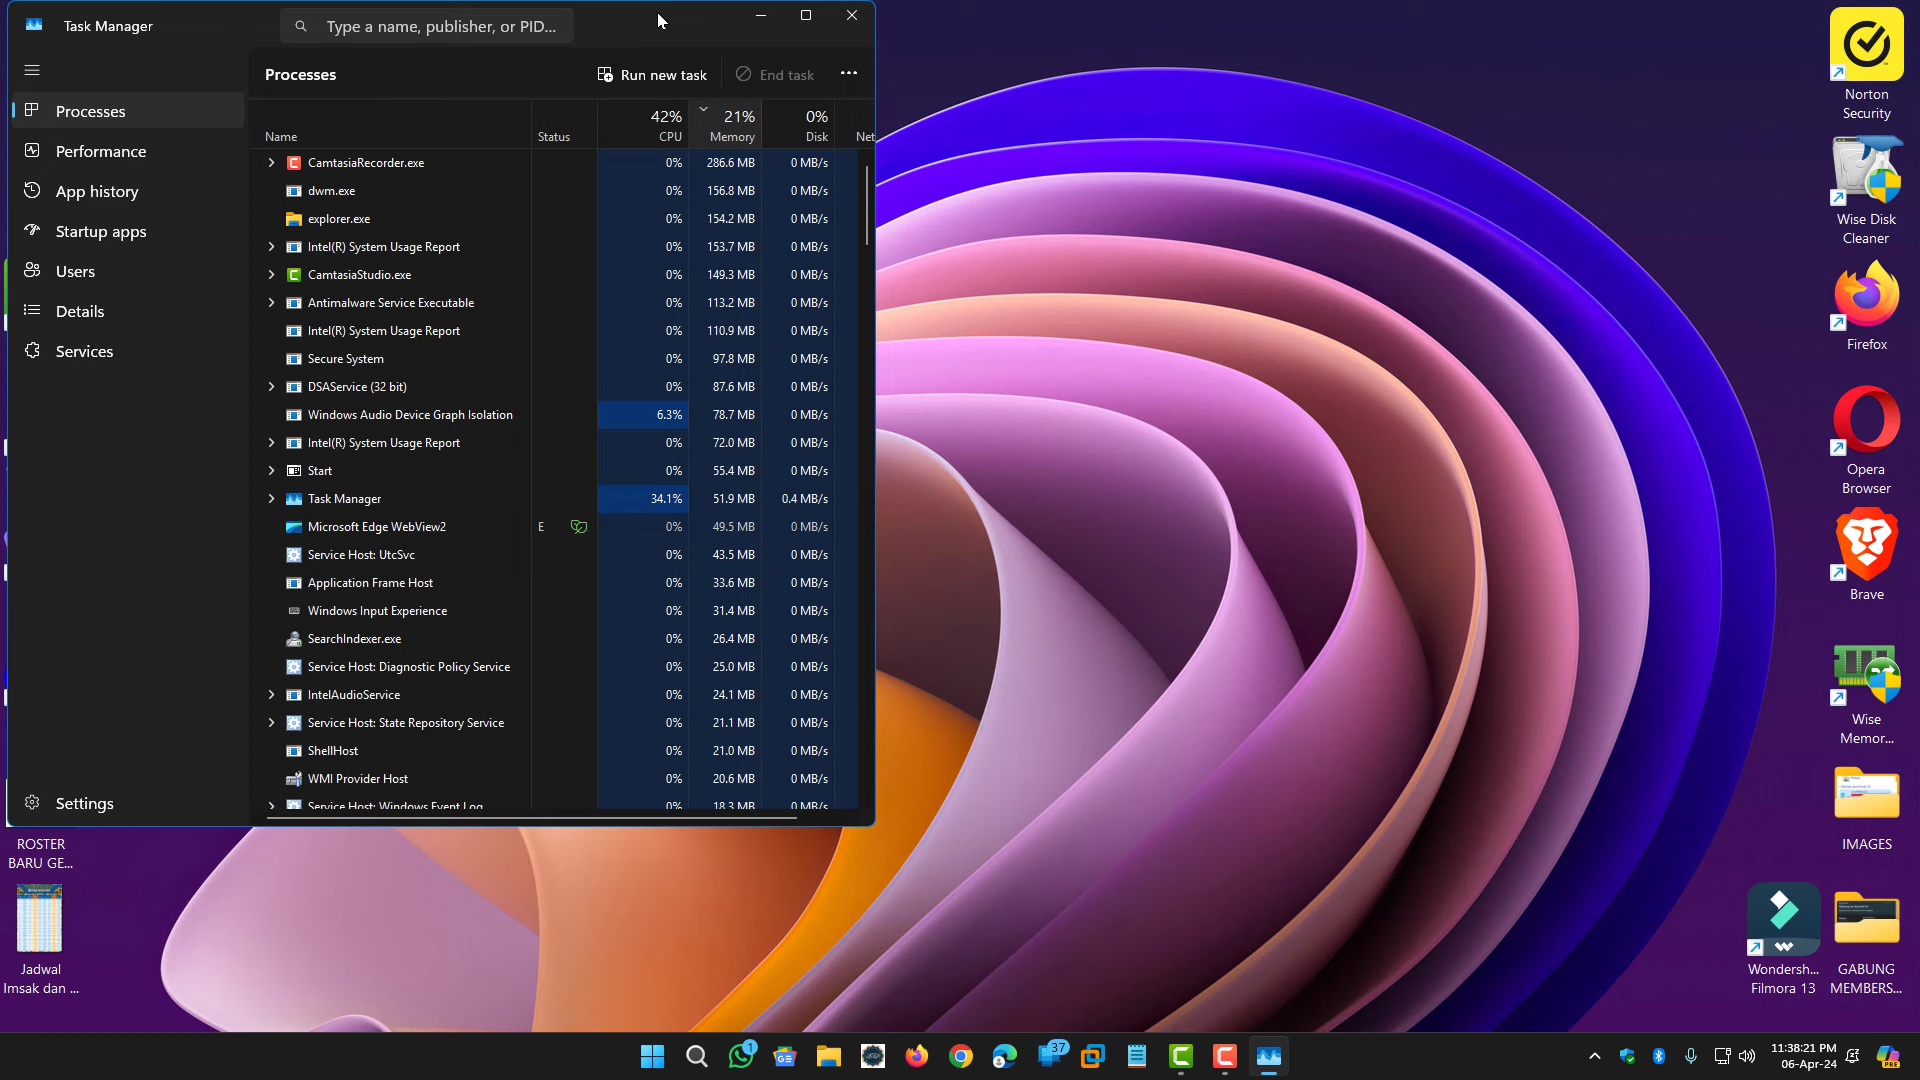 Task Manager
Type a name, publisher, or PID...
Processes
Run new task
End task
Processes
Performance
App history
Startup apps
Users
Details
Services
Settings
42% 21% 0%
Name Status CPU Memory Disk Net
CamtasiaRecorder.exe 0% 286.6 MB 0 MB/s
dwm.exe 0% 156.8 MB 0 MB/s
explorer.exe 0% 154.2 MB 0 MB/s
Intel(R) System Usage Report 0% 153.7 MB 0 MB/s
CamtasiaStudio.exe 0% 149.3 MB 0 MB/s
Antimalware Service Executable 0% 113.2 MB 0 MB/s
Intel(R) System Usage Report 0% 110.9 MB 0 MB/s
Secure System 0% 97.8 MB 0 MB/s
DSAService (32 bit) 0% 87.6 MB 0 MB/s
Windows Audio Device Graph Isolation 6.3% 78.7 MB 0 MB/s
Intel(R) System Usage Report 0% 72.0 MB 0 MB/s
Start 0% 55.4 MB 0 MB/s
Task Manager 34.1% 51.9 MB 0.4 MB/s
Microsoft Edge WebView2 E 0% 49.5 MB 0 MB/s
Service Host: UtcSvc 0% 43.5 MB 0 MB/s
Application Frame Host 0% 33.6 MB 0 MB/s
Windows Input Experience 0% 31.4 MB 0 MB/s
SearchIndexer.exe 0% 26.4 MB 0 MB/s
Service Host: Diagnostic Policy Service 0% 25.0 MB 0 MB/s
IntelAudioService 0% 24.1 MB 0 MB/s
Service Host: State Repository Service 0% 21.1 MB 0 MB/s
ShellHost 0% 21.0 MB 0 MB/s
WMI Provider Host 0% 20.6 MB 0 MB/s
Service Host: Windows Event Log 0% 18.3 MB 0 MB/s
ROSTER
BARU GE...
Jadwal
Imsak dan ...
Norton
Security
Wise Disk
Cleaner
Firefox
Opera
Browser
Brave
Wise
Memor...
IMAGES
Wondersh...
Filmora 13
GABUNG
MEMBERS...
1
GE
37
11:38:21 PM
06-Apr-24
PRE